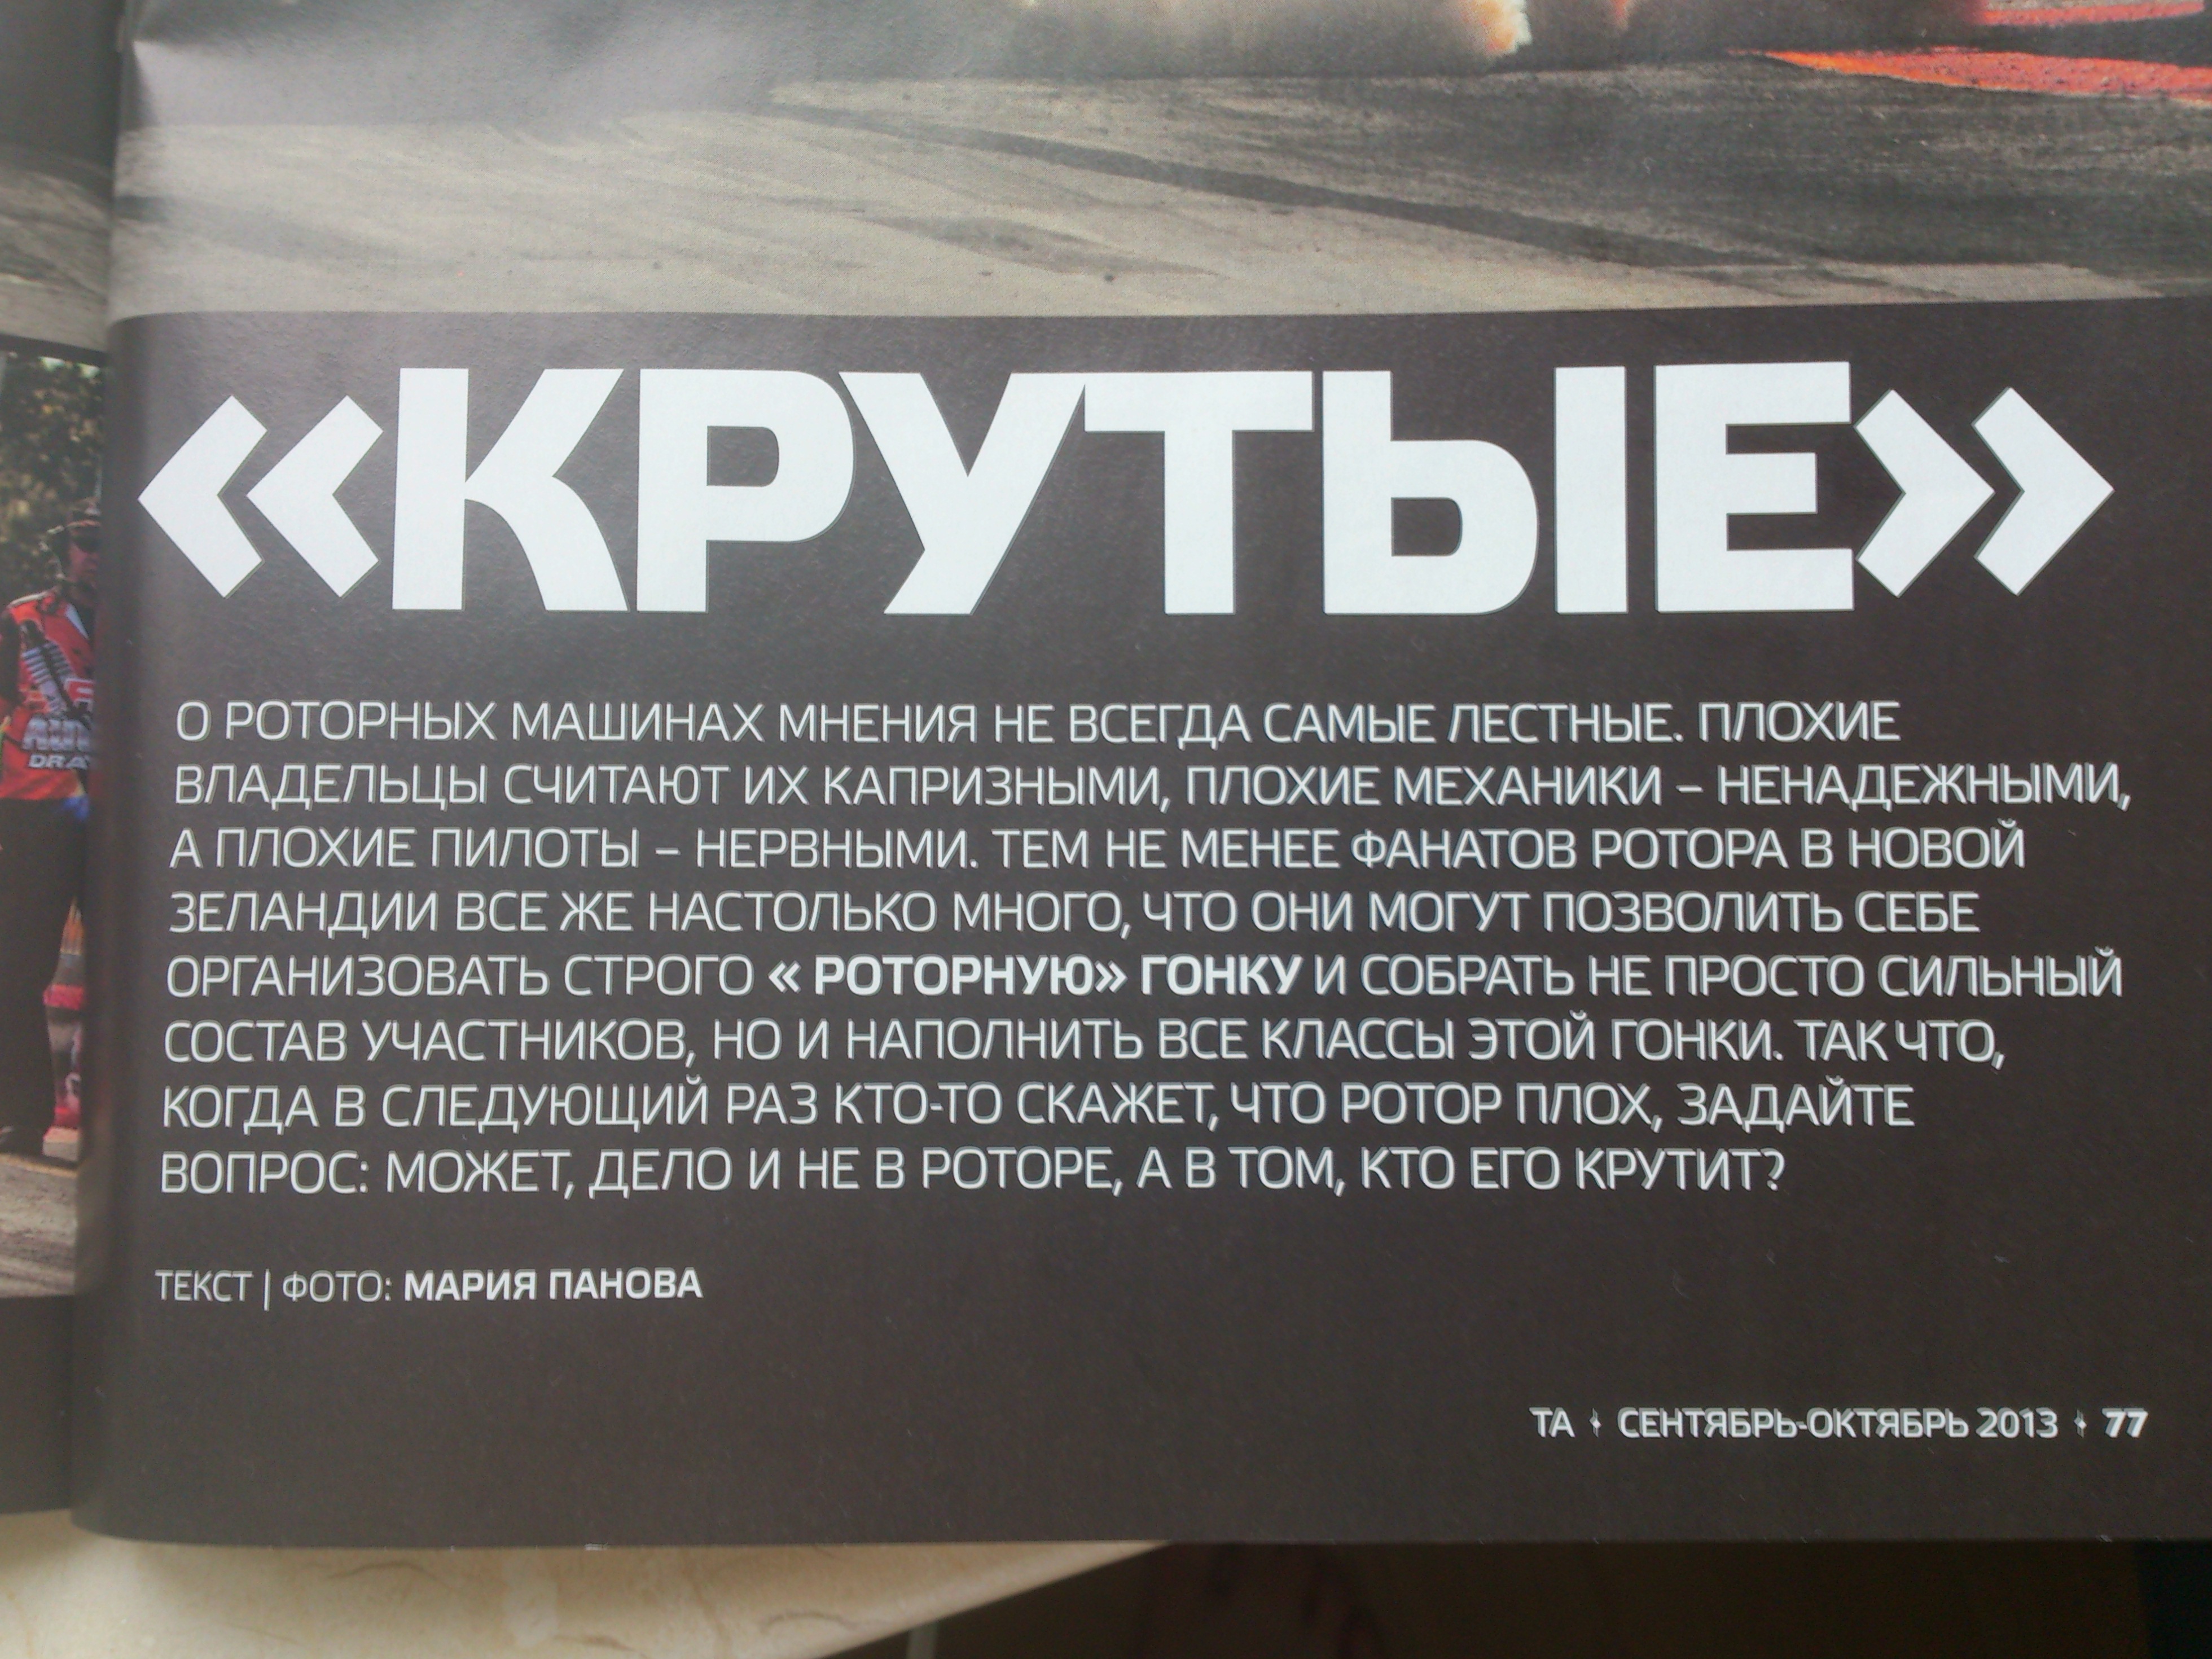 «КРУТЫЕ»
О РОТОРНЫХ МАШИНАХ МНЕНИЯ НЕ ВСЕГДА САМЫЕ ЛЕСТНЫЕ. ПЛОХИЕ
ВЛАДЕЛЬЦЫ СЧИТАЮТ ИХ КАПРИЗНЫМИ, ПЛОХИЕ МЕХАНИКИ – НЕНАДЕЖНЫМИ,
А ПЛОХИЕ ПИЛОТЫ – НЕРВНЫМИ. ТЕМ НЕ МЕНЕЕ ФАНАТОВ РОТОРА В НОВОЙ
ЗЕЛАНДИИ ВСЕ ЖЕ НАСТОЛЬКО МНОГО, ЧТО ОНИ МОГУТ ПОЗВОЛИТЬ СЕБЕ
ОРГАНИЗОВАТЬ СТРОГО « РОТОРНУЮ» ГОНКУ И СОБРАТЬ НЕ ПРОСТО СИЛЬНЫЙ
СОСТАВ УЧАСТНИКОВ, НО И НАПОЛНИТЬ ВСЕ КЛАССЫ ЭТОЙ ГОНКИ. ТАК ЧТО,
КОГДА В СЛЕДУЮЩИЙ РАЗ КТО-ТО СКАЖЕТ, ЧТО РОТОР ПЛОХ, ЗАДАЙТЕ
ВОПРОС: МОЖЕТ, ДЕЛО И НЕ В РОТОРЕ, А В ТОМ, КТО ЕГО КРУТИТ?
ТЕКСТ | ФОТО: МАРИЯ ПАНОВА
ТА СЕНТЯБРЬ-ОКТЯБРЬ 2013 77